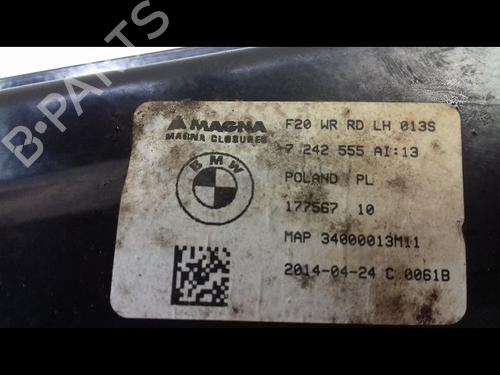 B-PARTS
MAGNA
MAGNA CLOSURES
BMW
F20 WR RD LH 013S
7 242 555 AI:13
POLAND PL
177567 10
MAP 34000013M11
2014-04-24 C 0061B